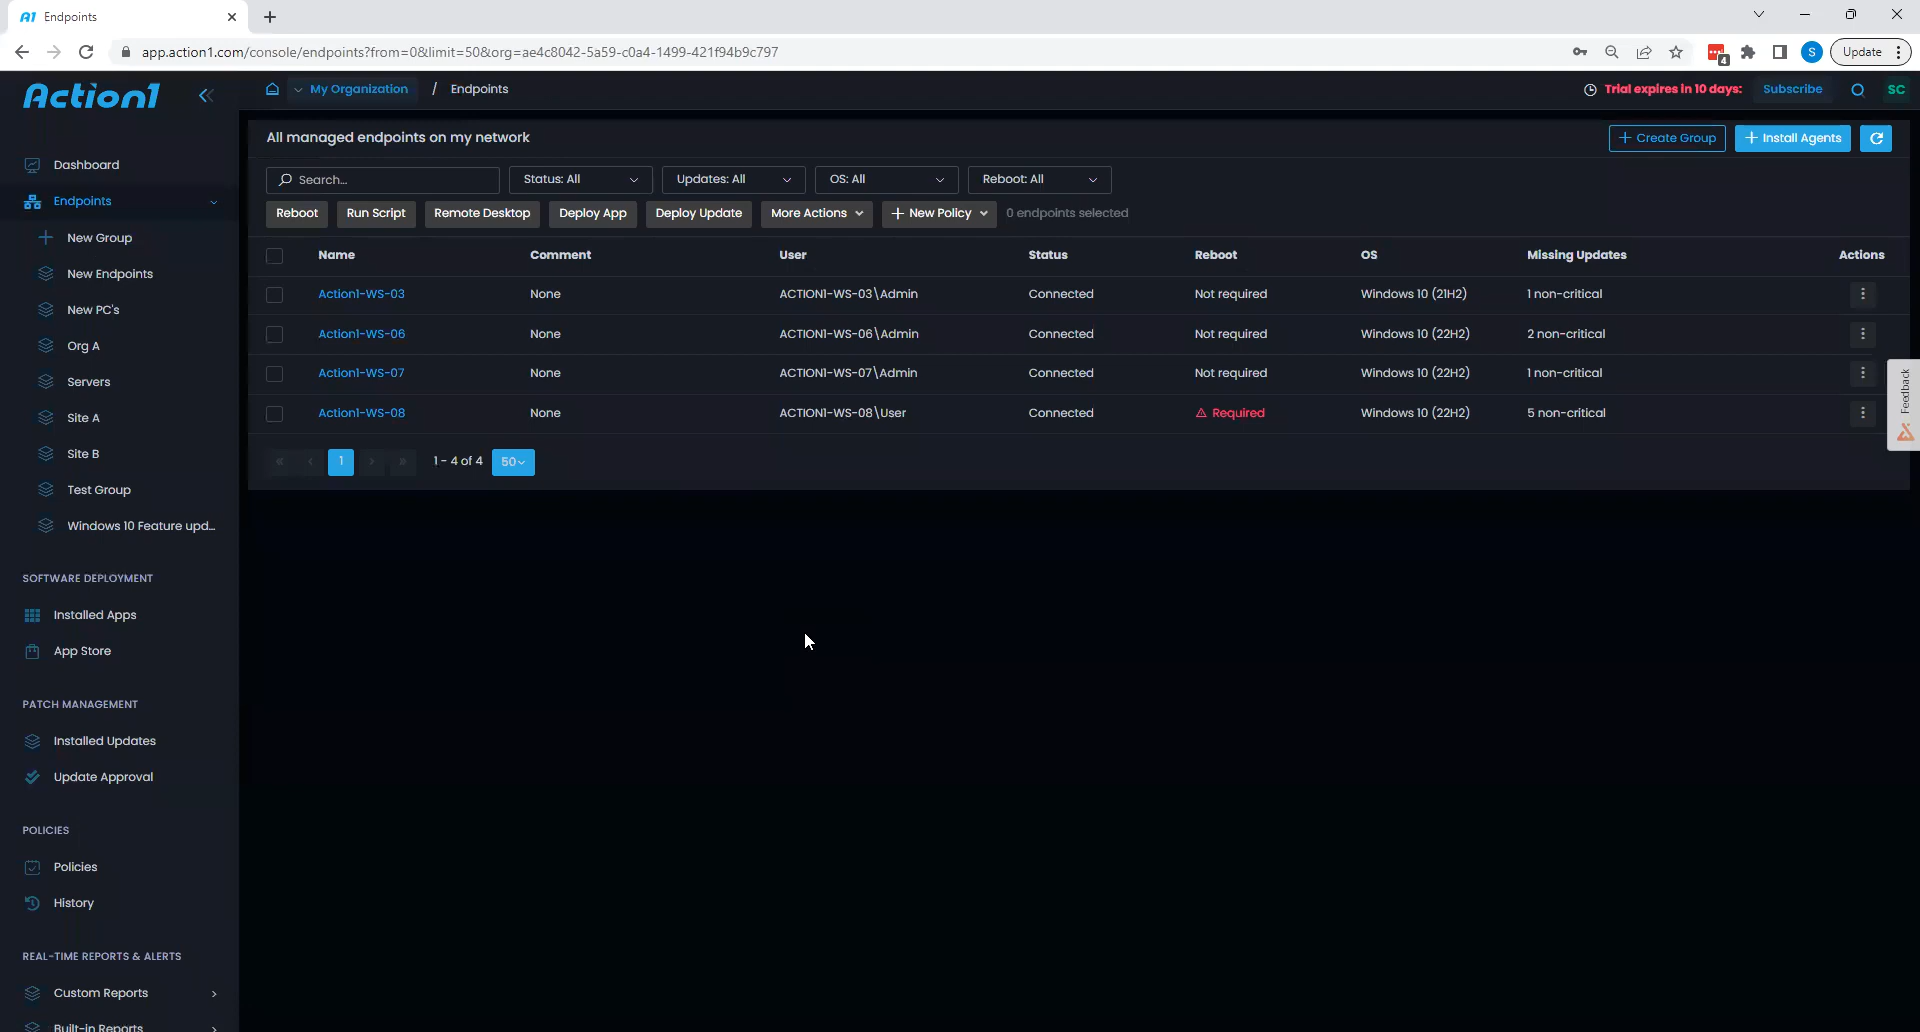 Endpoints
app.action1.com/console/endpoints?from=0&limit=50&org=ae4c8042-5a59-c0a4-1499-421f94b9c797
4
S
Update
Action1
My Organization / Endpoints
Trial expires in 10 days:
Subscribe
SC
Dashboard
Endpoints
New Group
New Endpoints
New PC's
Org A
Servers
Site A
Site B
Test Group
Windows 10 Feature upd...
SOFTWARE DEPLOYMENT
Installed Apps
App Store
PATCH MANAGEMENT
Installed Updates
Update Approval
POLICIES
Policies
History
REAL-TIME REPORTS & ALERTS
Custom Reports
Built-in Reports
All managed endpoints on my network
+ Create Group
+ Install Agents
Search...
Status: All
Updates: All
OS: All
Reboot: All
Reboot
Run Script
Remote Desktop
Deploy App
Deploy Update
More Actions
+ New Policy
0 endpoints selected
Name Comment User Status Reboot OS Missing Updates Actions
Action1-WS-03 None ACTION1-WS-03\Admin Connected Not required Windows 10 (21H2) 1 non-critical
Action1-WS-06 None ACTION1-WS-06\Admin Connected Not required Windows 10 (22H2) 2 non-critical
Action1-WS-07 None ACTION1-WS-07\Admin Connected Not required Windows 10 (22H2) 1 non-critical
Action1-WS-08 None ACTION1-WS-08\User Connected Required Windows 10 (22H2) 5 non-critical
« ‹ 1 › » 1 - 4 of 4 50
Feedback